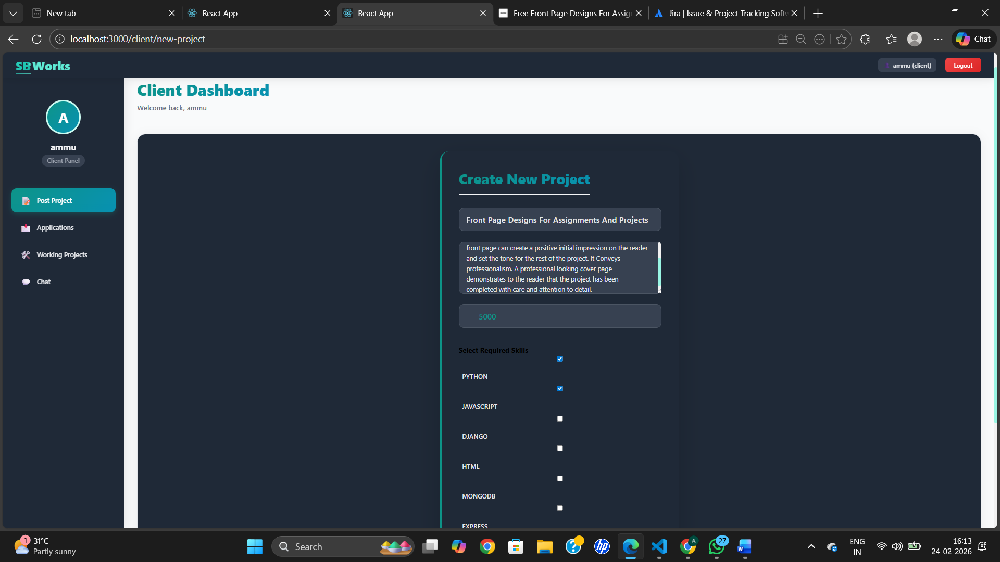 New tab
React App
React App
Free Front Page Designs For Assig
Jira | Issue & Project Tracking Softw
localhost:3000/client/new-project
Chat
SB Works
ammu (client)
Logout
A
ammu
Client Panel
Post Project
Applications
Working Projects
Chat
Client Dashboard
Welcome back, ammu
Create New Project
Front Page Designs For Assignments And Projects
front page can create a positive initial impression on the reader
and set the tone for the rest of the project. It Conveys
professionalism. A professional looking cover page
demonstrates to the reader that the project has been
completed with care and attention to detail.
5000
Select Required Skills
PYTHON
JAVASCRIPT
DJANGO
HTML
MONGODB
EXPRESS
1
31°C
Partly sunny
Search
hp
A
27
W
ENG
IN
16:13
24-02-2026